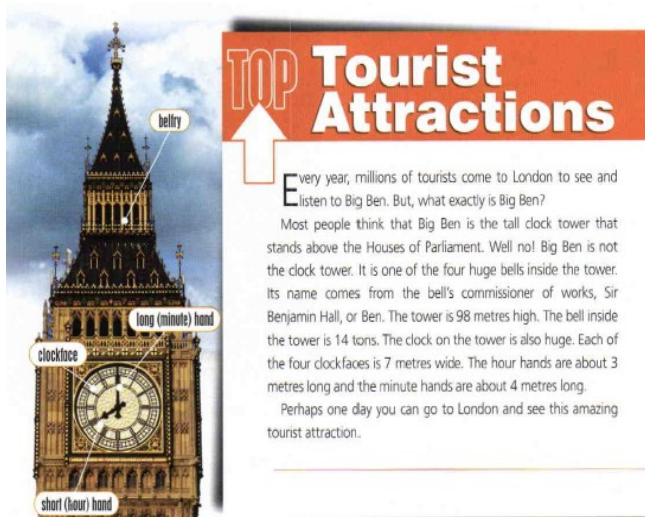 TOP Tourist
Attractions
belfry
long (minute) hand
clockface
short (hour) hand
Every year, millions of tourists come to London to see and
listen to Big Ben. But, what exactly is Big Ben?
Most people think that Big Ben is the tall clock tower that
stands above the Houses of Parliament. Well no! Big Ben is not
the clock tower. It is one of the four huge bells inside the tower.
Its name comes from the bell's commissioner of works, Sir
Benjamin Hall, or Ben. The tower is 98 metres high. The bell inside
the tower is 14 tons. The clock on the tower is also huge. Each of
the four clockfaces is 7 metres wide. The hour hands are about 3
metres long and the minute hands are about 4 metres long.
Perhaps one day you can go to London and see this amazing
tourist attraction.